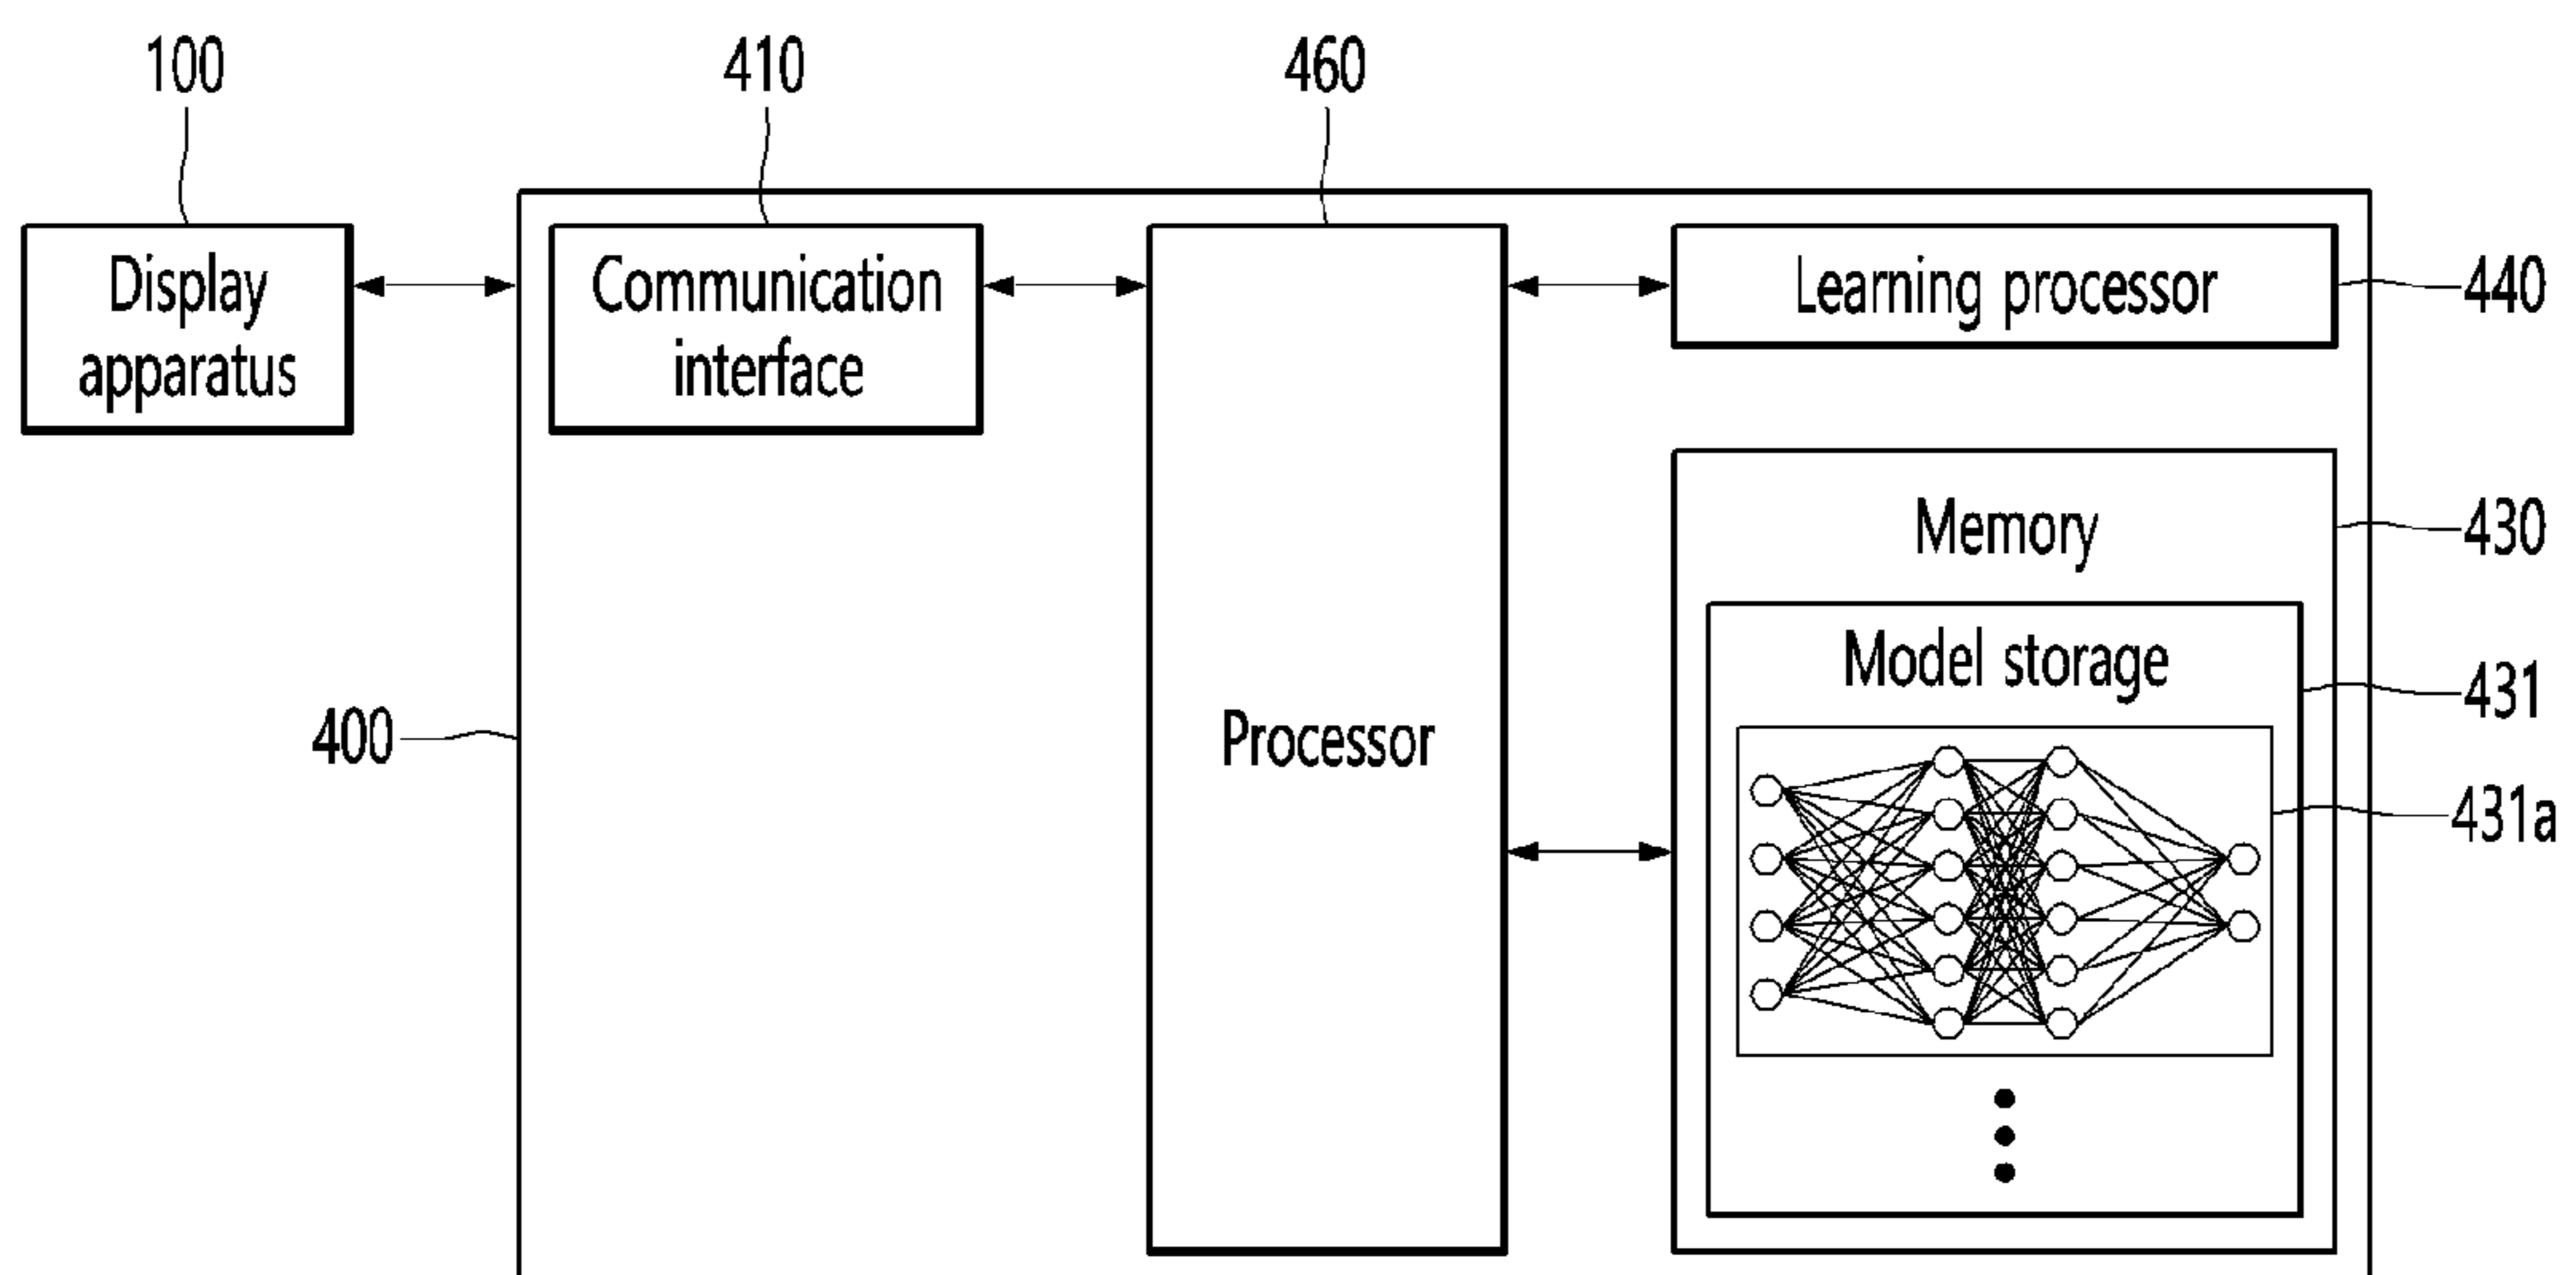 100
410
460
Display
apparatus
Communication
interface
Learning processor
440
Memory
430
Model storage
431
400
Processor
431a